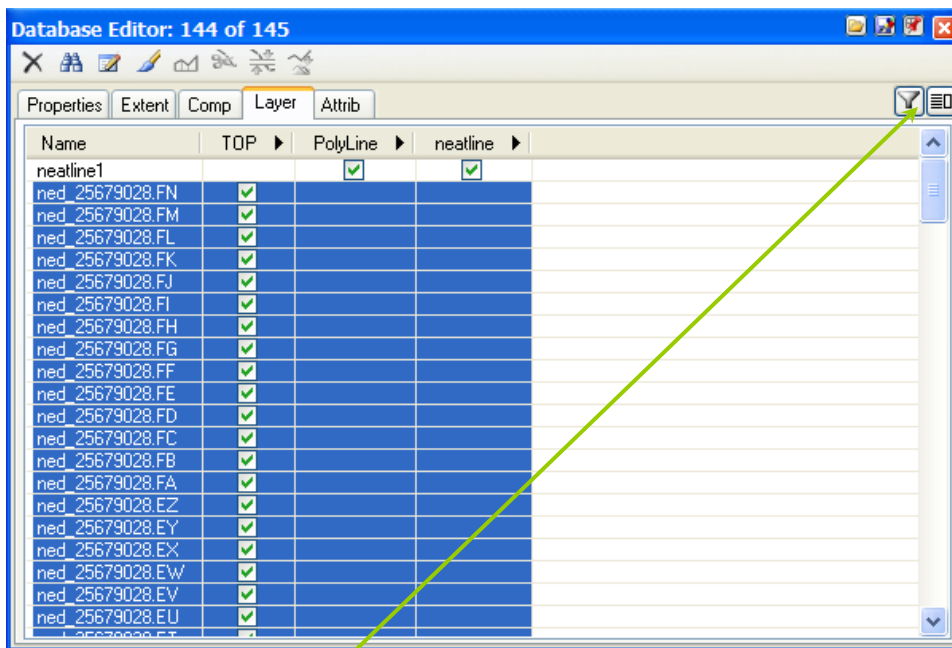 Database Editor: 144 of 145
Properties Extent Comp Layer Attrib
Name TOP PolyLine neatline
neatline1
ned_25679028.FN
ned_25679028.FM
ned_25679028.FL
ned_25679028.FK
ned_25679028.FJ
ned_25679028.FI
ned_25679028.FH
ned_25679028.FG
ned_25679028.FF
ned_25679028.FE
ned_25679028.FD
ned_25679028.FC
ned_25679028.FB
ned_25679028.FA
ned_25679028.EZ
ned_25679028.EY
ned_25679028.EX
ned_25679028.EW
ned_25679028.EV
ned_25679028.EU